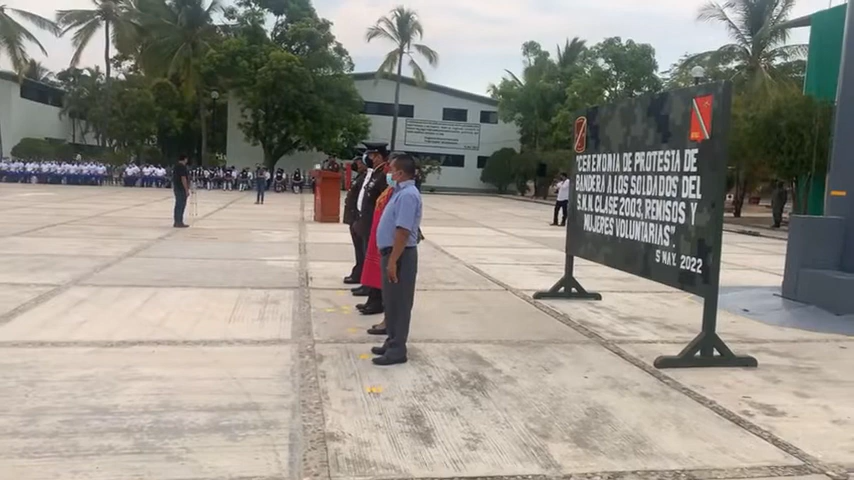 "CEREMONIA DE PROTESTA DE
BANDERA A LOS SOLDADOS DEL
S.M.N. CLASE 2003, REMISOS Y
MUJERES VOLUNTARIAS".
5 MAY. 2022